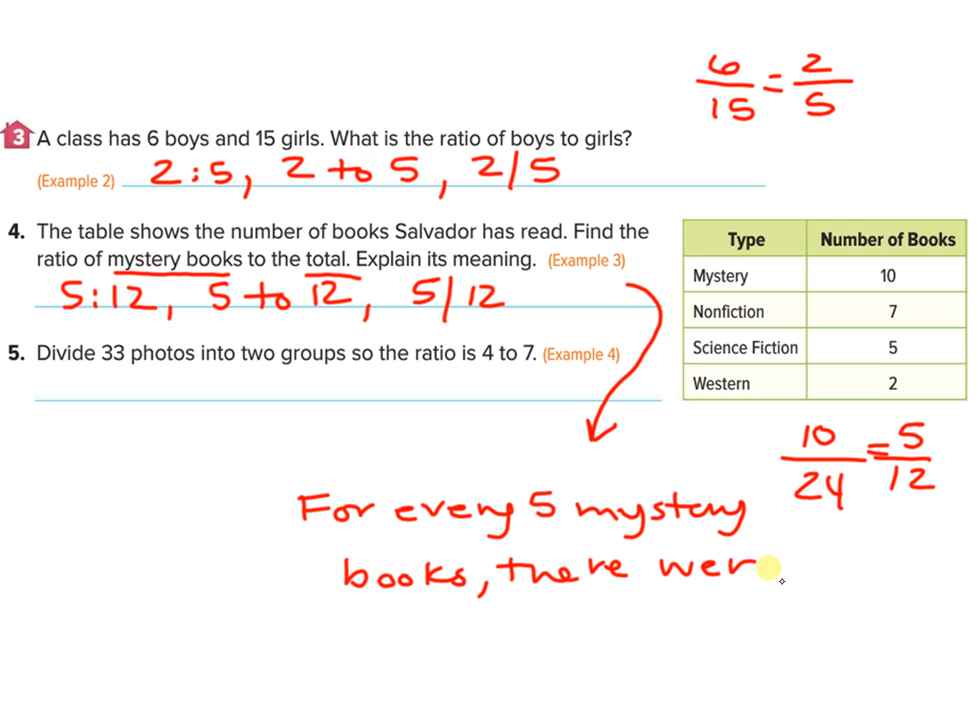 6/15 = 2/5
3 A class has 6 boys and 15 girls. What is the ratio of boys to girls?
(Example 2) 2:5, 2 to 5, 2/5
4. The table shows the number of books Salvador has read. Find the
ratio of mystery books to the total. Explain its meaning. (Example 3)
5:12, 5 to 12, 5/12
5. Divide 33 photos into two groups so the ratio is 4 to 7. (Example 4)
Type Number of Books
Mystery 10
Nonfiction 7
Science Fiction 5
Western 2
10/24 = 5/12
For every 5 mystery
books, there wer